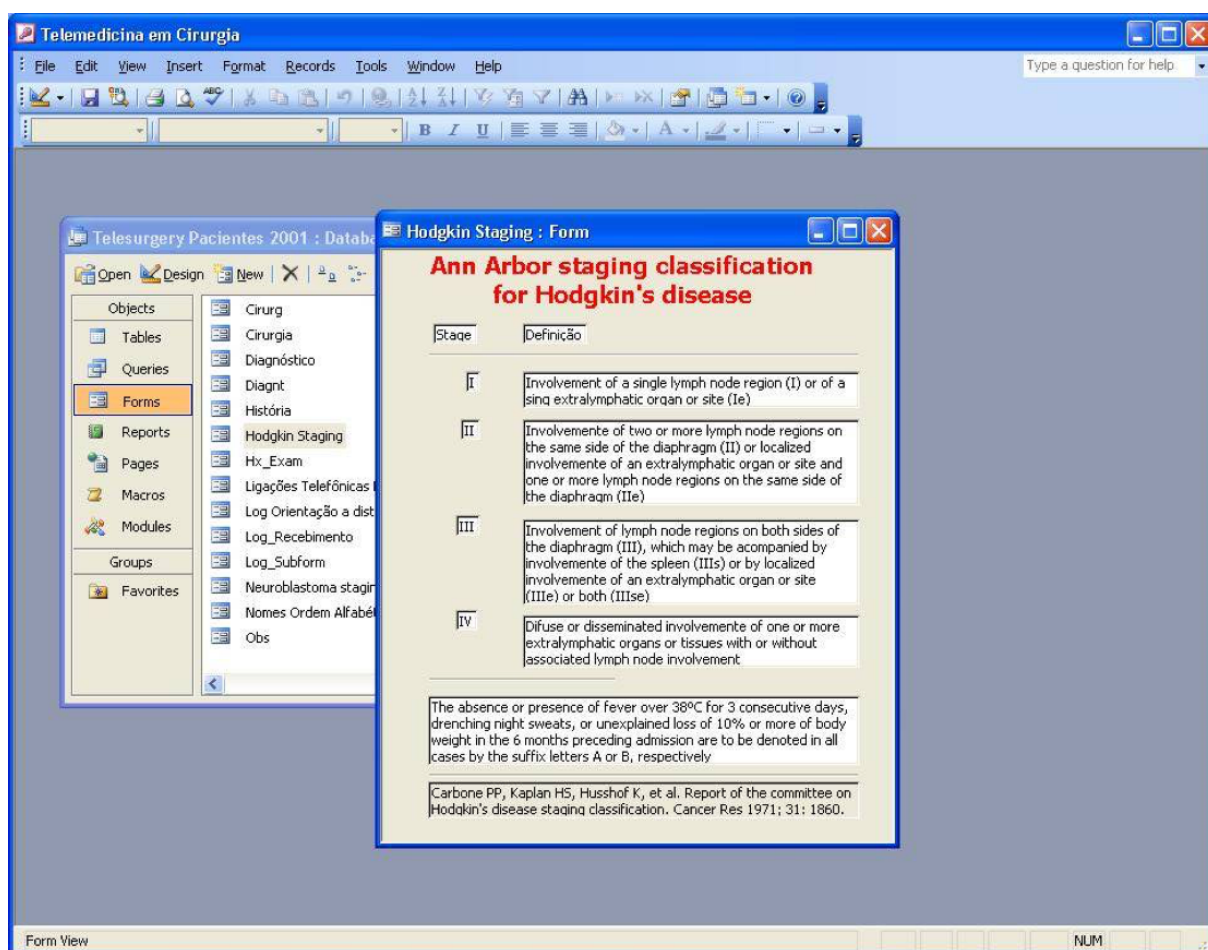 Telemedicina em Cirurgia
File Edit View Insert Format Records Tools Window Help
Type a question for help
B I U A
Telesurgery Pacientes 2001 : Databa
Open Design New
Objects
Tables
Queries
Forms
Reports
Pages
Macros
Modules
Groups
Favorites
Cirurg
Cirurgia
Diagnóstico
Diagnt
História
Hodgkin Staging
Hx_Exam
Ligações Telefônicas
Log Orientação a dist
Log_Recebimento
Log_Subform
Neuroblastoma stagin
Nomes Ordem Alfabét
Obs
Hodgkin Staging : Form
Ann Arbor staging classification
for Hodgkin's disease
Stage Definição
I
Involvement of a single lymph node region (I) or of a
sing extralymphatic organ or site (Ie)
II
Involvemente of two or more lymph node regions on
the same side of the diaphragm (II) or localized
involvemente of an extralymphatic organ or site and
one or more lymph node regions on the same side of
the diaphragm (IIe)
III
Involvement of lymph node regions on both sides of
the diaphragm (III), which may be acompanied by
involvemente of the spleen (IIIs) or by localized
involvemente of an extralymphatic organ or site
(IIIe) or both (IIIse)
IV
Difuse or disseminated involvemente of one or more
extralymphatic organs or tissues with or without
associated lymph node involvement
The absence or presence of fever over 38ºC for 3 consecutive days,
drenching night sweats, or unexplained loss of 10% or more of body
weight in the 6 months preceding admission are to be denoted in all
cases by the suffix letters A or B, respectively
Carbone PP, Kaplan HS, Husshof K, et al. Report of the committee on
Hodgkin's disease staging classification. Cancer Res 1971; 31: 1860.
Form View
NUM